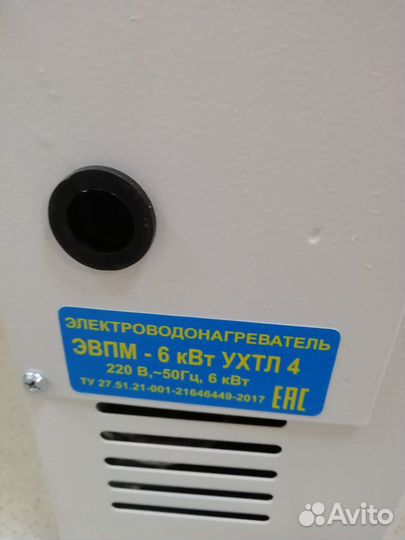 ЭЛЕКТРОВОДОНАГРЕВАТЕЛЬ
ЭВПМ - 6 кВт УХТЛ 4
220 В,~50Гц, 6 кВт
ТУ 27.51.21-001-21646449-2017 ЕАС
Avito